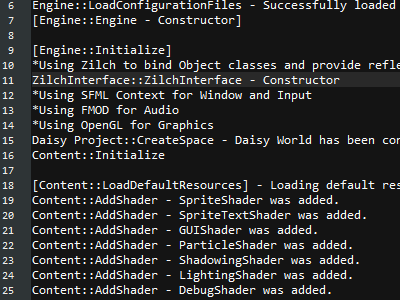 6 Engine::LoadConfigurationFiles - Successfully loaded
7 [Engine::Engine - Constructor]
8
9 [Engine::Initialize]
10 *Using Zilch to bind Object classes and provide
11 ZilchInterface::ZilchInterface - Constructor
12 *Using SFML Context for Window and Input
13 *Using FMOD for Audio
14 *Using OpenGL for Graphics
15 Daisy Project::CreateSpace - Daisy World has been
16 Content::Initialize
17
18 [Content::LoadDefaultResources] - Loading default
19 Content::AddShader - SpriteShader was added.
20 Content::AddShader - SpriteTextShader was added.
21 Content::AddShader - GUIShader was added.
22 Content::AddShader - ParticleShader was added.
23 Content::AddShader - ShadowingShader was added.
24 Content::AddShader - LightingShader was added.
25 Content::AddShader - DebugShader was added.